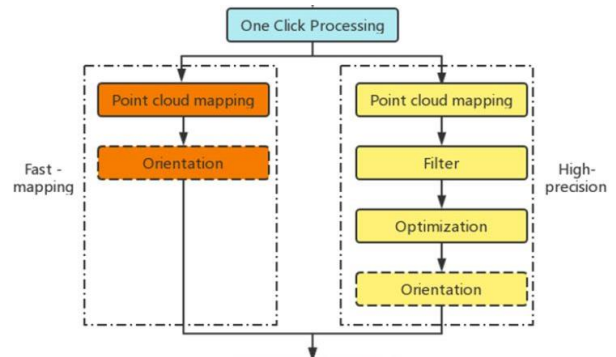 One Click Processing
Point cloud mapping
Orientation
Fast -
mapping
Point cloud mapping
Filter
Optimization
Orientation
High-
precision